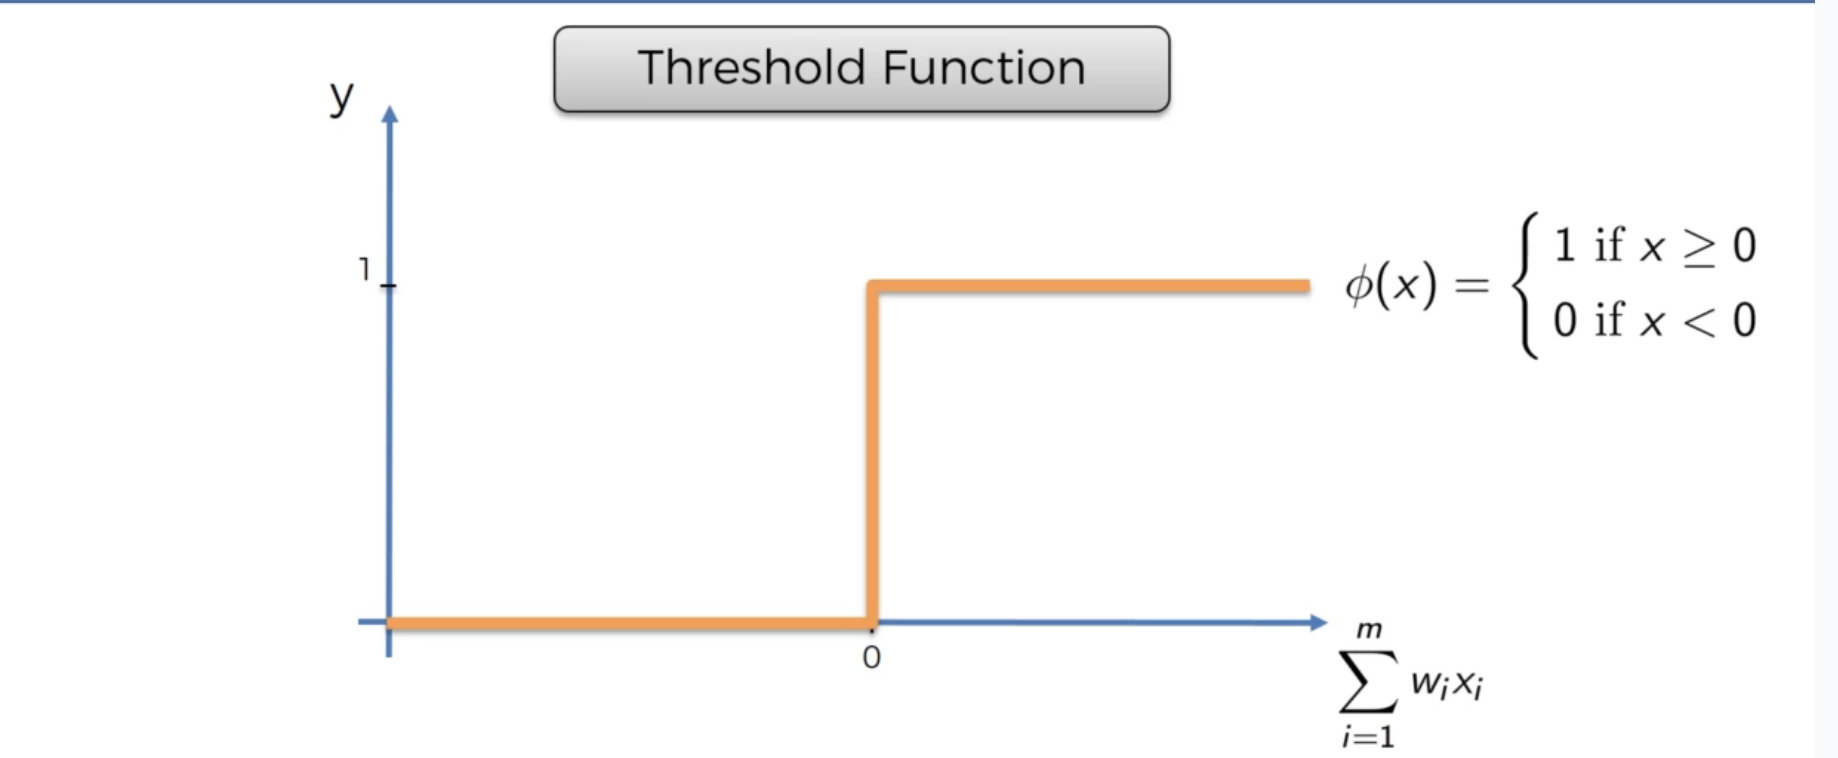 Threshold Function
y
1
ϕ(x) = { 1 if x ≥ 0
0 if x < 0
0
m
∑ wᵢxᵢ
i=1